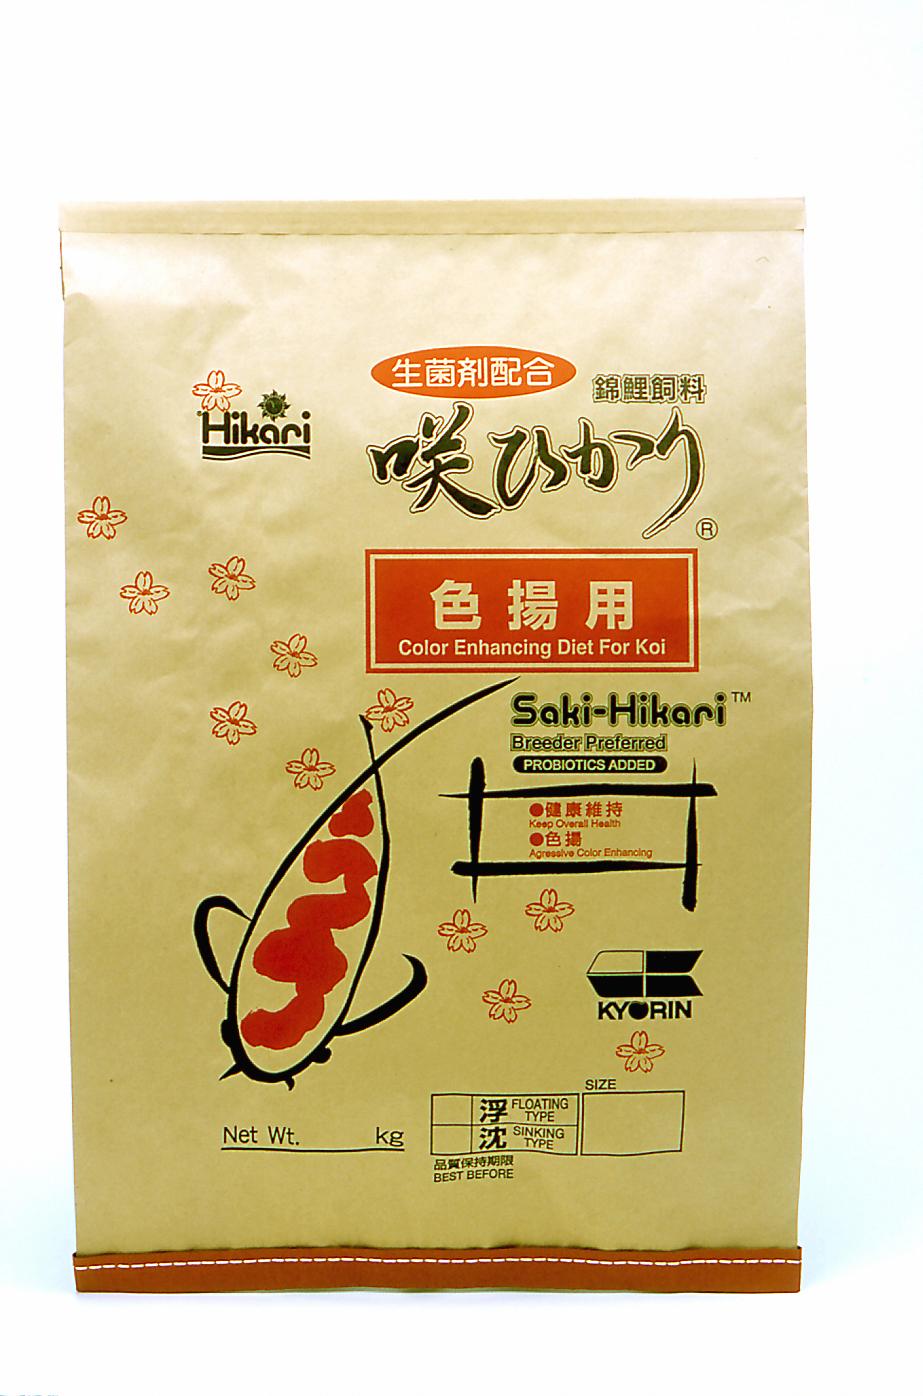 生菌剤配合
錦鯉飼料
Hikari
咲ひかり
®
色揚用
Color Enhancing Diet For Koi
Saki-Hikari™
Breeder Preferred
PROBIOTICS ADDED
●健康維持
Keep Overall Health
●色揚
Agressive Color Enhancing
KYORIN
SIZE
浮 FLOATING TYPE
沈 SINKING TYPE
Net Wt. kg
品質保持期限
BEST BEFORE